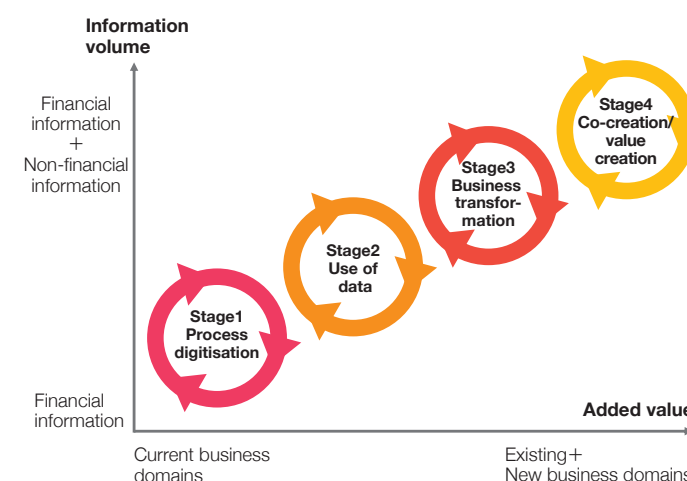 Information
volume
Financial
information
+
Non-financial
information
Stage4
Co-creation/
value
creation
Stage3
Business
transfor-
mation
Stage2
Use of
data
Stage1
Process
digitisation
Financial
information
Added value
Current business
domains
Existing+
New business domains